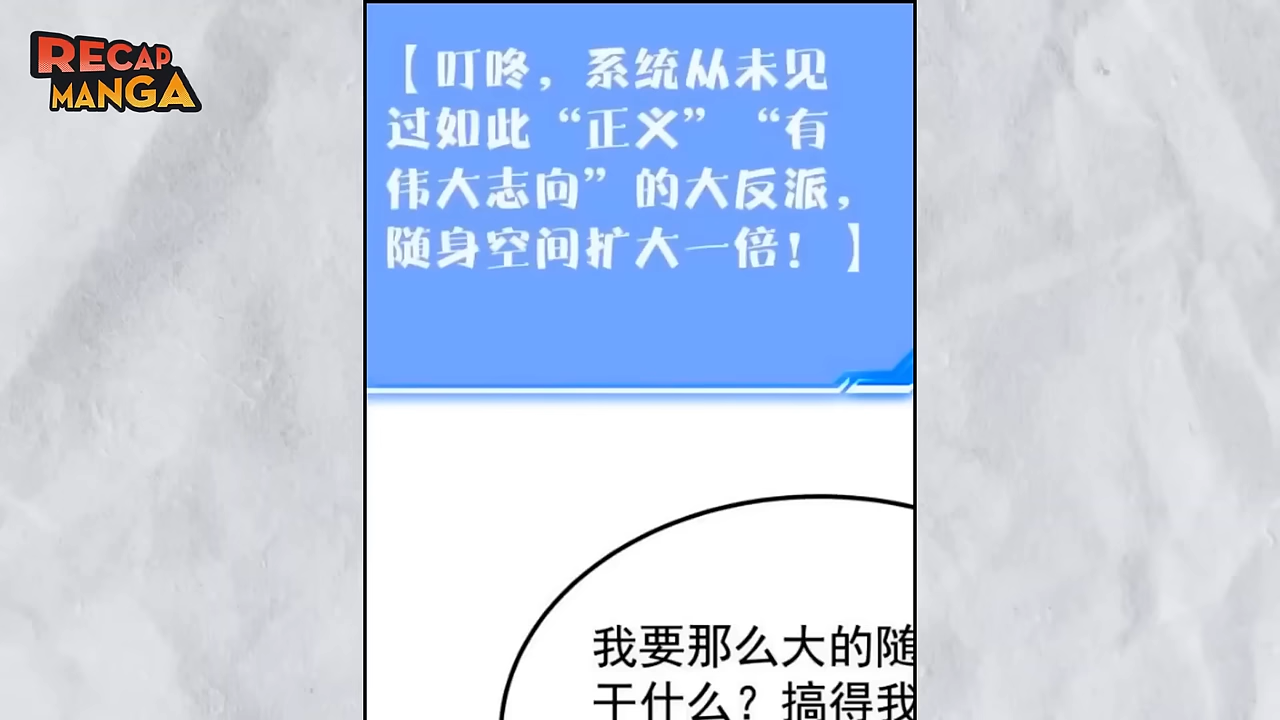 RECAP
MANGA
【叮咚，系统从未见
过如此“正义”“有
伟大志向”的大反派，
随身空间扩大一倍！】
我要那么大的随
干什么？搞得我